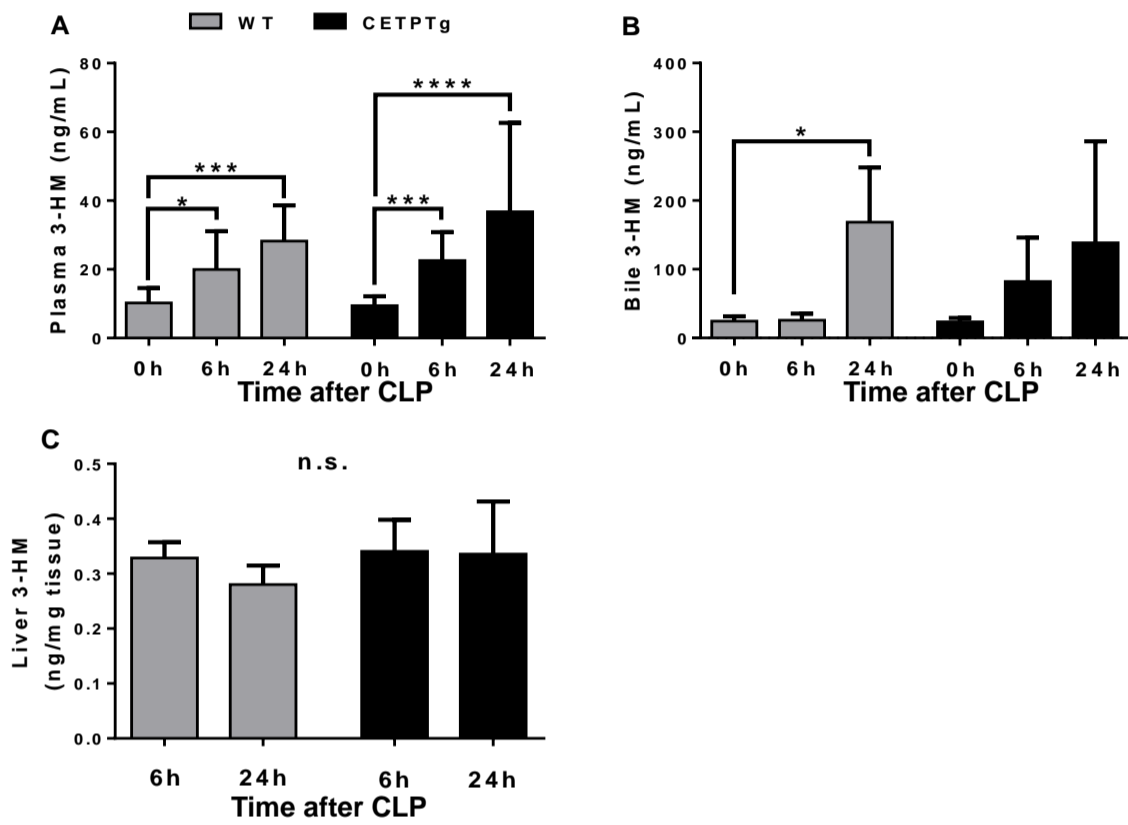 A
WT CETPTg
Plasma 3-HM (ng/mL)
80
60
40
20
0
*
***
***
****
0h 6h 24h 0h 6h 24h
Time after CLP
B
Bile 3-HM (ng/mL)
400
300
200
100
0
*
0h 6h 24h 0h 6h 24h
Time after CLP
C
n.s.
Liver 3-HM
(ng/mg tissue)
0.5
0.4
0.3
0.2
0.1
0.0
6h 24h 6h 24h
Time after CLP